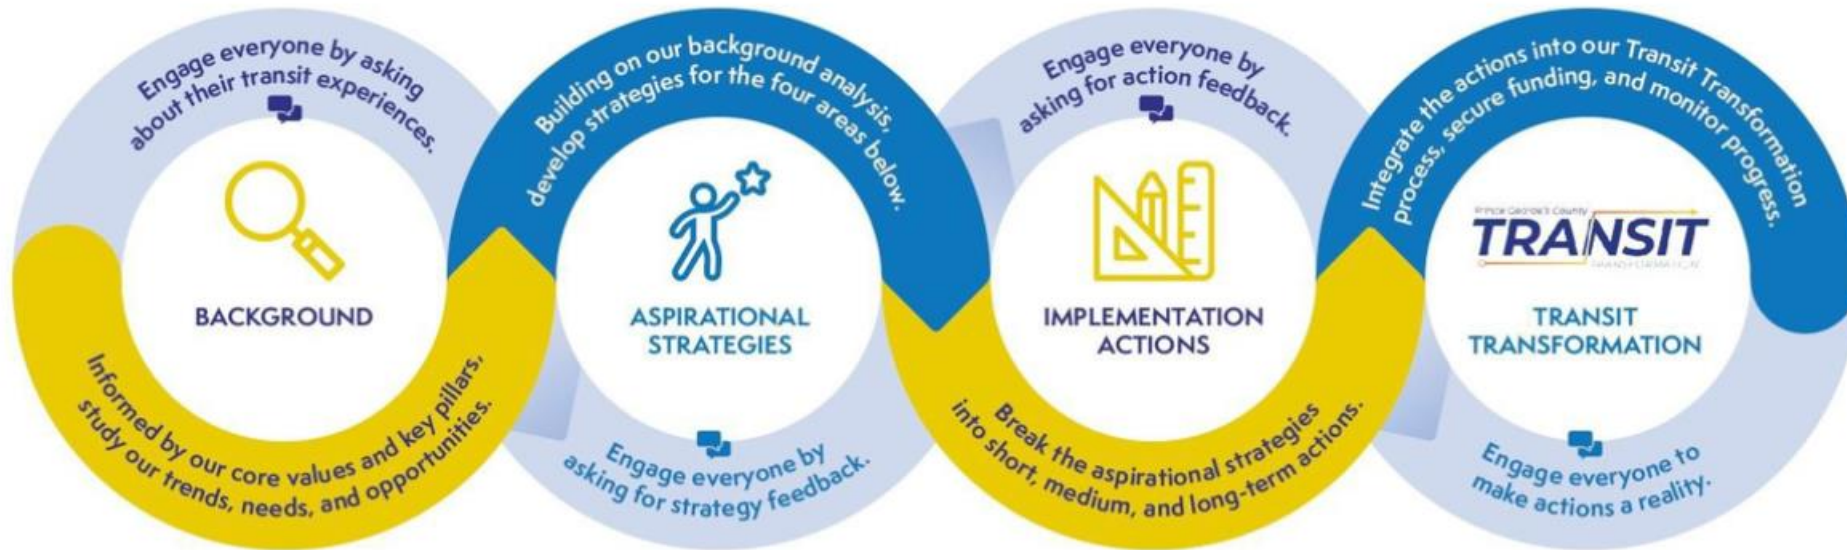 Engage everyone by asking
about their transit experiences.
BACKGROUND
Informed by our core values and key pillars,
study our trends, needs, and opportunities.
Building on our background analysis,
develop strategies for the four areas below.
ASPIRATIONAL
STRATEGIES
Engage everyone by
asking for strategy feedback.
Engage everyone by
asking for action feedback.
IMPLEMENTATION
ACTIONS
Break the aspirational strategies
into short, medium, and long-term actions.
Integrate the actions into our Transit Transformation
process, secure funding, and monitor progress.
Prince George's County
TRANSIT
TRANSFORMATION
TRANSIT
TRANSFORMATION
Engage everyone to
make actions a reality.